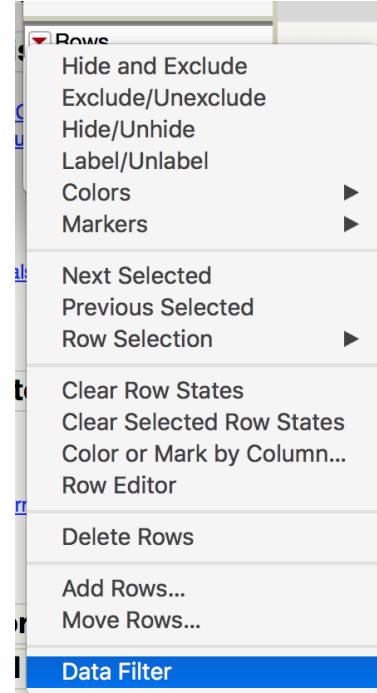 Rows
Hide and Exclude
Exclude/Unexclude
Hide/Unhide
Label/Unlabel
Colors
Markers
Next Selected
Previous Selected
Row Selection
Clear Row States
Clear Selected Row States
Color or Mark by Column...
Row Editor
Delete Rows
Add Rows...
Move Rows...
Data Filter